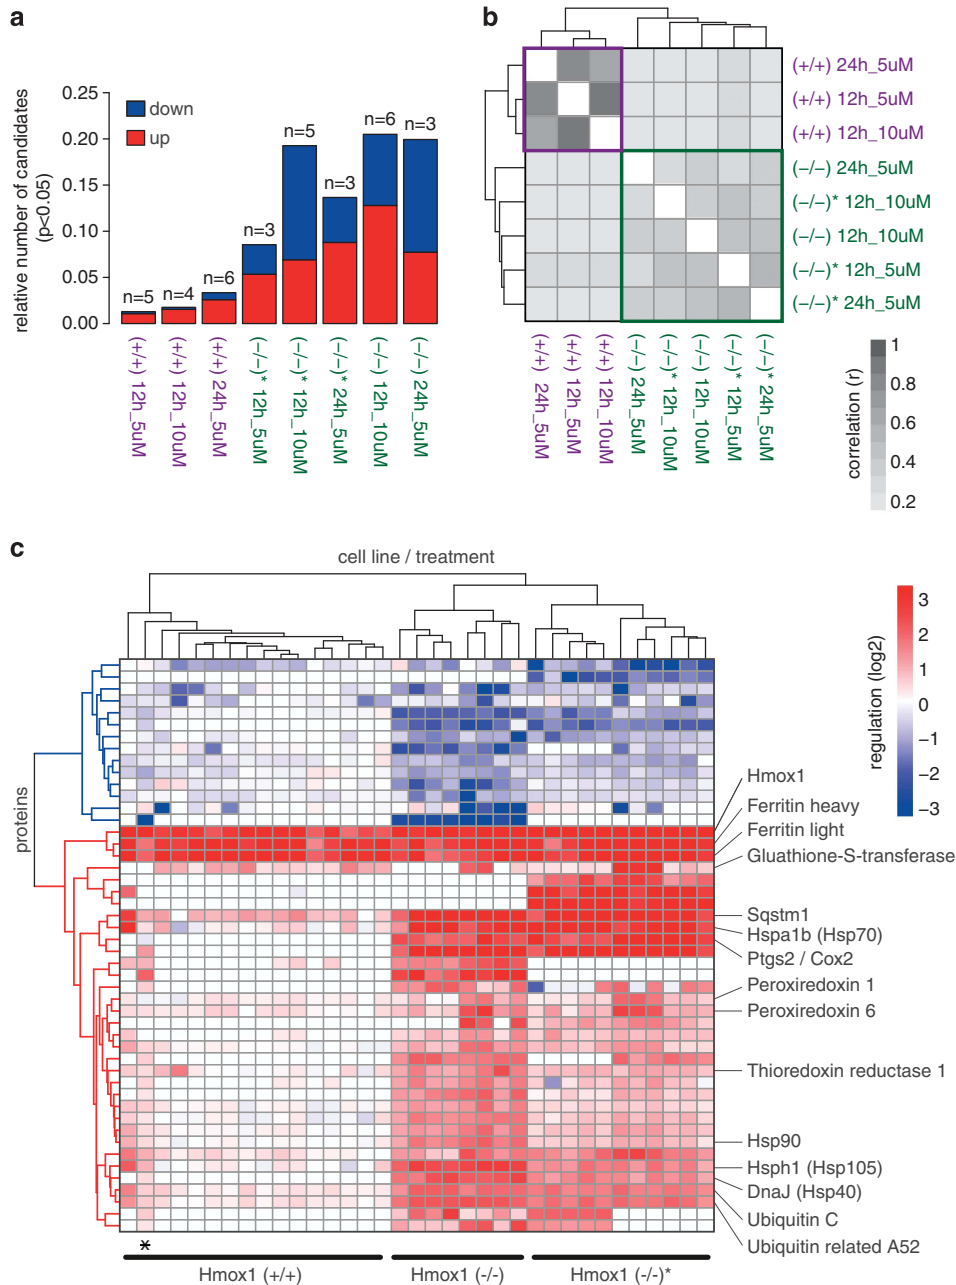 a
relative number of candidates
(p<0.05)
0.25
0.20
0.15
0.10
0.05
0.00
down
up
n=5
n=4
n=6
n=3
n=5
n=3
n=6
n=3
(+/+) 12h_5uM
(+/+) 12h_10uM
(+/+) 24h_5uM
(−/−)* 12h_5uM
(−/−)* 12h_10uM
(−/−)* 24h_5uM
(−/−) 12h_10uM
(−/−) 24h_5uM
b
(+/+) 24h_5uM
(+/+) 12h_5uM
(+/+) 12h_10uM
(−/−) 24h_5uM
(−/−)* 12h_10uM
(−/−) 12h_10uM
(−/−)* 12h_5uM
(−/−)* 24h_5uM
(+/+) 24h_5uM
(+/+) 12h_5uM
(+/+) 12h_10uM
(−/−) 24h_5uM
(−/−)* 12h_10uM
(−/−) 12h_10uM
(−/−)* 12h_5uM
(−/−)* 24h_5uM
correlation (r)
1
0.8
0.6
0.4
0.2
c
cell line / treatment
proteins
regulation (log2)
3
2
1
0
−1
−2
−3
Hmox1
Ferritin heavy
Ferritin light
Gluathione-S-transferase
Sqstm1
Hspa1b (Hsp70)
Ptgs2 / Cox2
Peroxiredoxin 1
Peroxiredoxin 6
Thioredoxin reductase 1
Hsp90
Hsph1 (Hsp105)
DnaJ (Hsp40)
Ubiquitin C
Ubiquitin related A52
*
Hmox1 (+/+)
Hmox1 (-/-)
Hmox1 (-/-)*